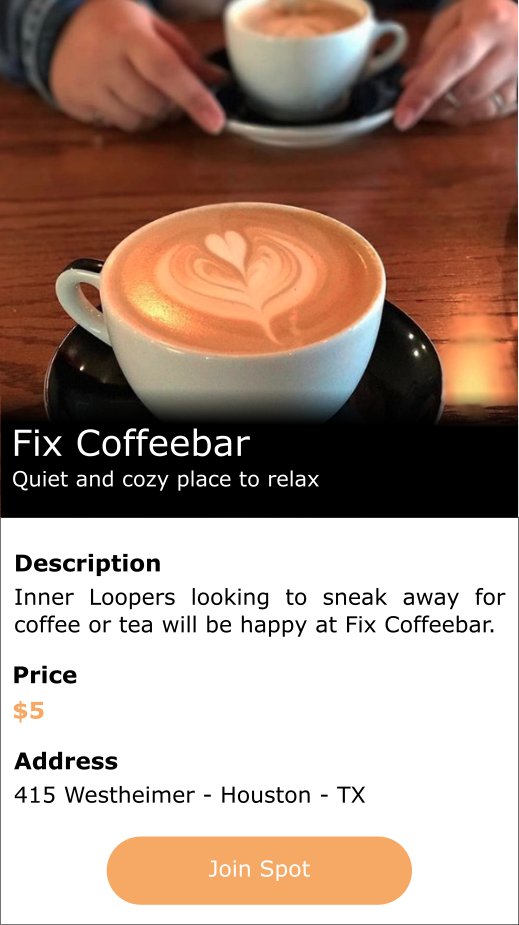 Fix Coffeebar
Quiet and cozy place to relax
Description
Inner Loopers looking to sneak away for
coffee or tea will be happy at Fix Coffeebar.
Price
$5
Address
415 Westheimer - Houston - TX
Join Spot